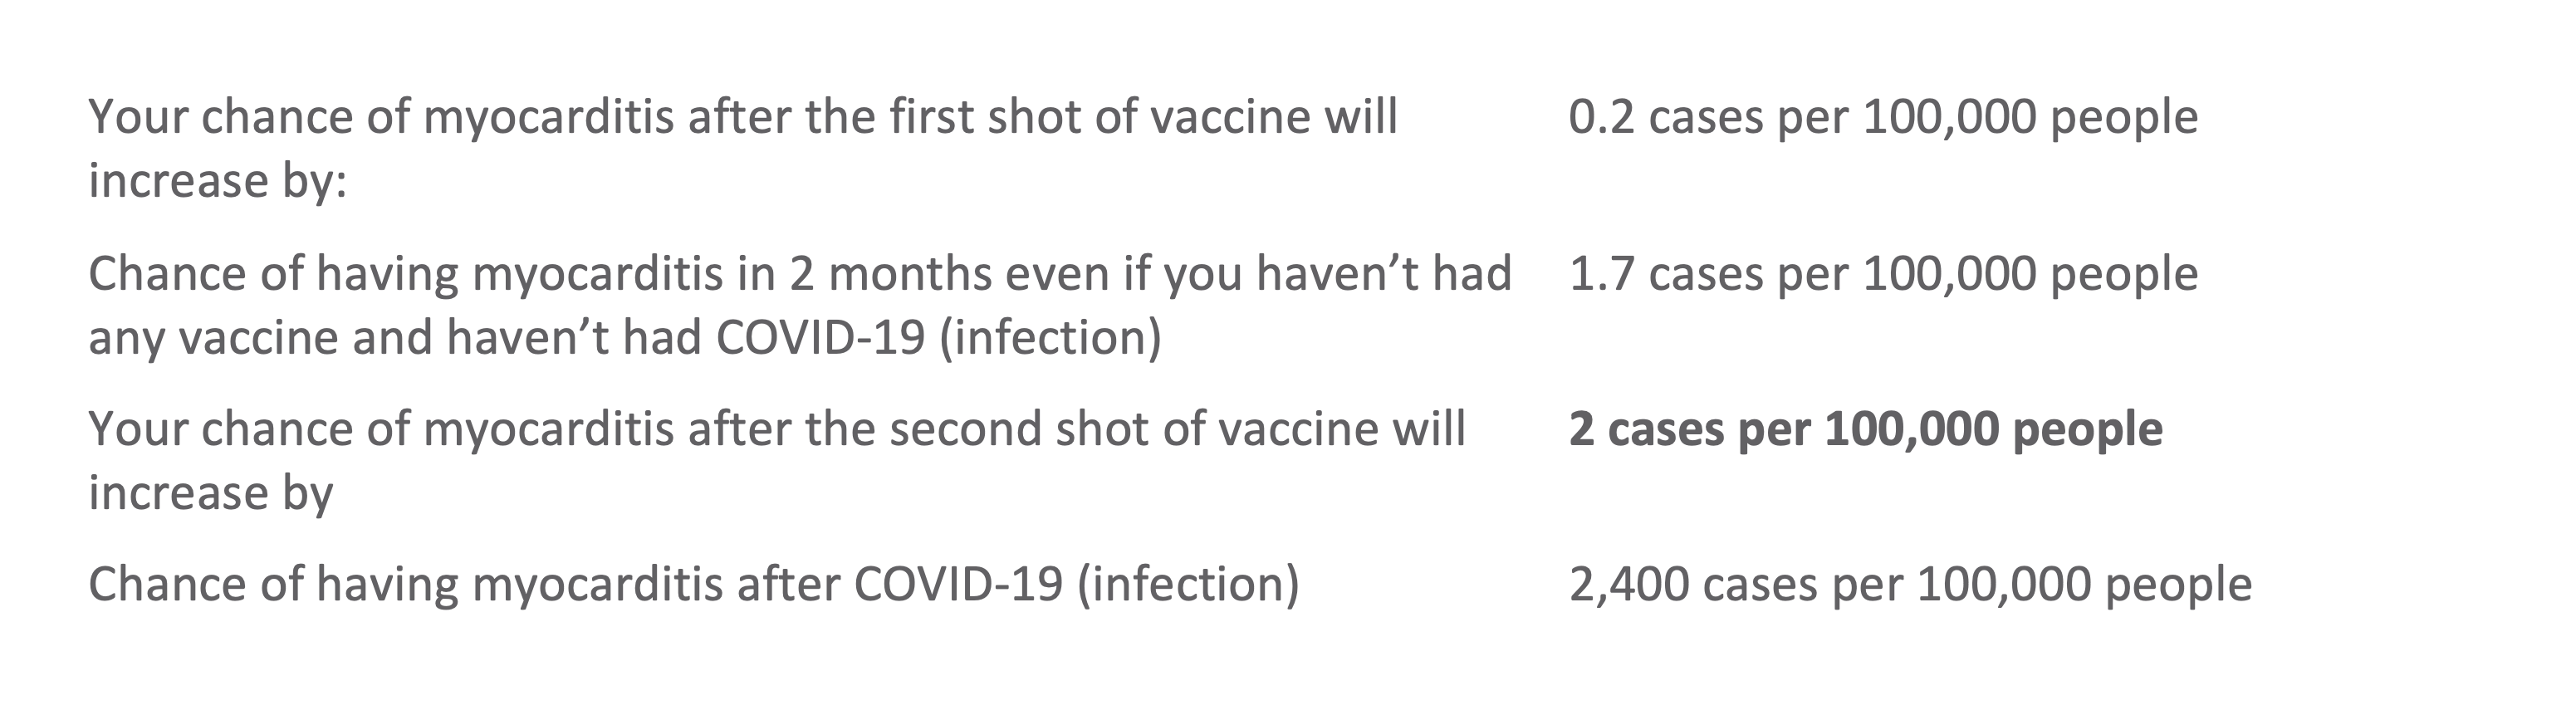 Your chance of myocarditis after the first shot of vaccine will 0.2 cases per 100,000 people
increase by:
Chance of having myocarditis in 2 months even if you haven’t had 1.7 cases per 100,000 people
any vaccine and haven’t had COVID-19 (infection)
Your chance of myocarditis after the second shot of vaccine will 2 cases per 100,000 people
increase by
Chance of having myocarditis after COVID-19 (infection) 2,400 cases per 100,000 people